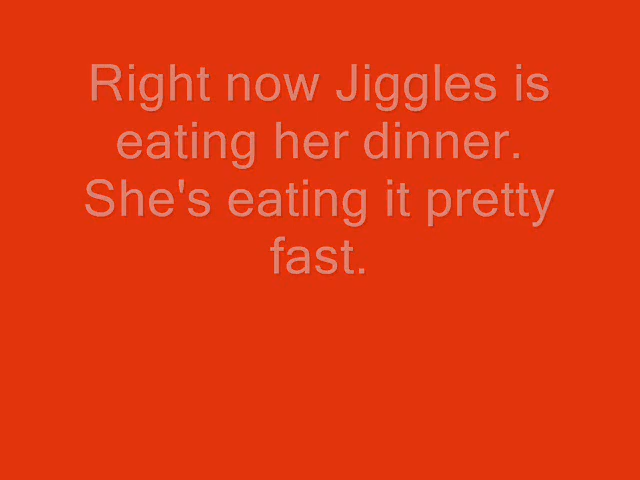 Right now Jiggles is
eating her dinner.
She's eating it pretty
fast.